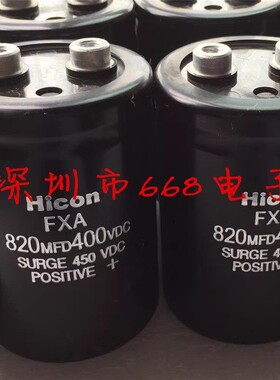 Hicon
FXA
820MFD400VDC
SURGE 450 VDC
POSITIVE +
深圳市668电子
Hicon
FX
820MFD4
SURGE 4
POSITIV